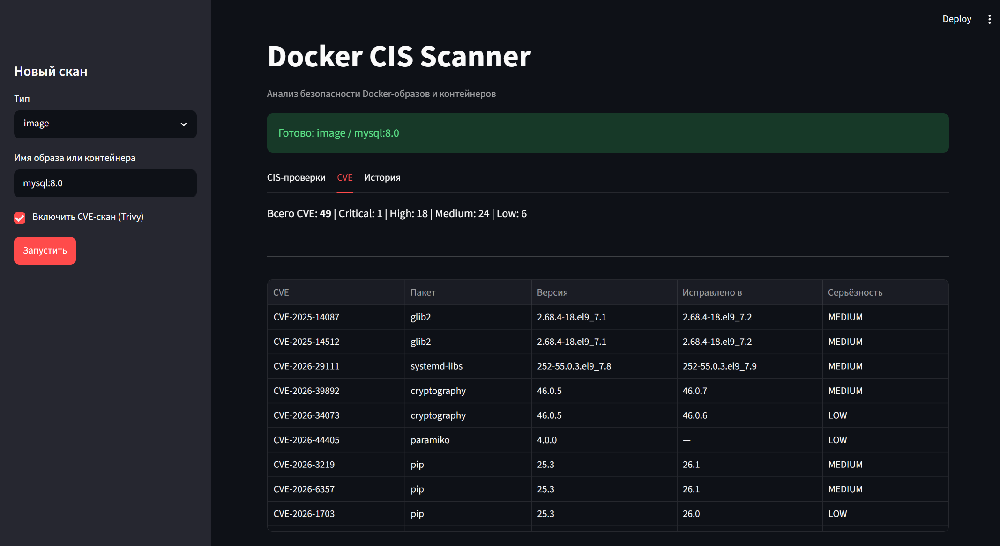 Deploy
Новый скан
Тип
image
Имя образа или контейнера
mysql:8.0
Включить CVE-скан (Trivy)
Запустить
Docker CIS Scanner
Анализ безопасности Docker-образов и контейнеров
Готово: image / mysql:8.0
CIS-проверки CVE История
Всего CVE: 49 | Critical: 1 | High: 18 | Medium: 24 | Low: 6
CVE Пакет Версия Исправлено в Серьёзность
CVE-2025-14087 glib2 2.68.4-18.el9_7.1 2.68.4-18.el9_7.2 MEDIUM
CVE-2025-14512 glib2 2.68.4-18.el9_7.1 2.68.4-18.el9_7.2 MEDIUM
CVE-2026-29111 systemd-libs 252-55.0.3.el9_7.8 252-55.0.3.el9_7.9 MEDIUM
CVE-2026-39892 cryptography 46.0.5 46.0.7 MEDIUM
CVE-2026-34073 cryptography 46.0.5 46.0.6 LOW
CVE-2026-44405 paramiko 4.0.0 — LOW
CVE-2026-3219 pip 25.3 26.1 MEDIUM
CVE-2026-6357 pip 25.3 26.1 MEDIUM
CVE-2026-1703 pip 25.3 26.0 LOW